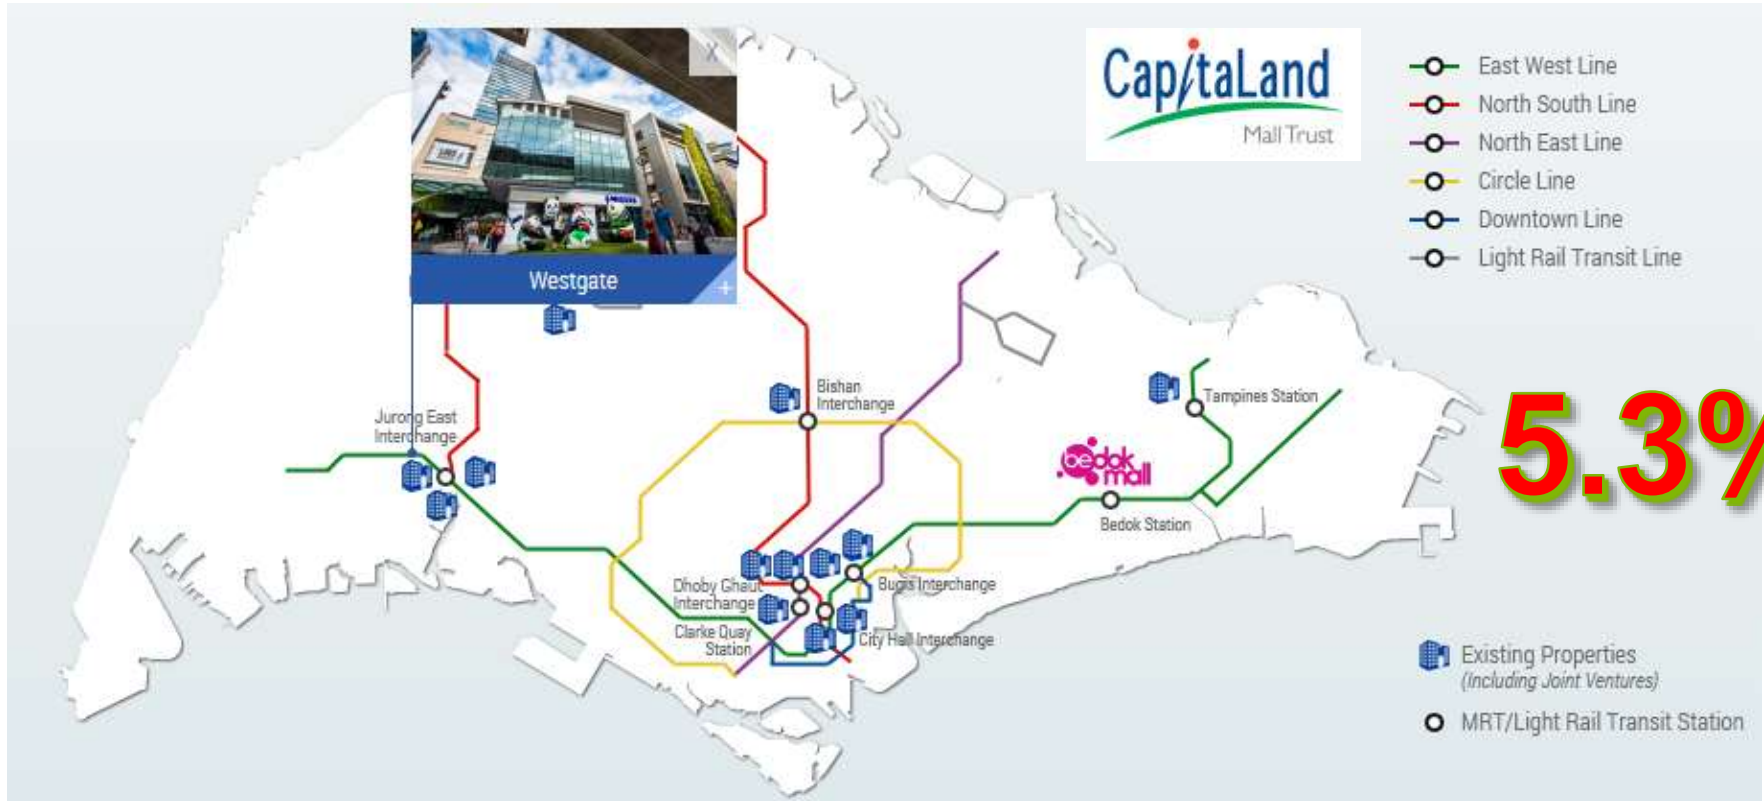 X
Westgate
+
CapitaLand
Mall Trust
East West Line
North South Line
North East Line
Circle Line
Downtown Line
Light Rail Transit Line
Bishan
Interchange
Jurong East
Interchange
Tampines Station
bedok
mall
Bedok Station
5.3%
Dhoby Ghaut
Interchange
Bugis Interchange
Clarke Quay
Station
City Hall Interchange
Existing Properties
(Including Joint Ventures)
MRT/Light Rail Transit Station